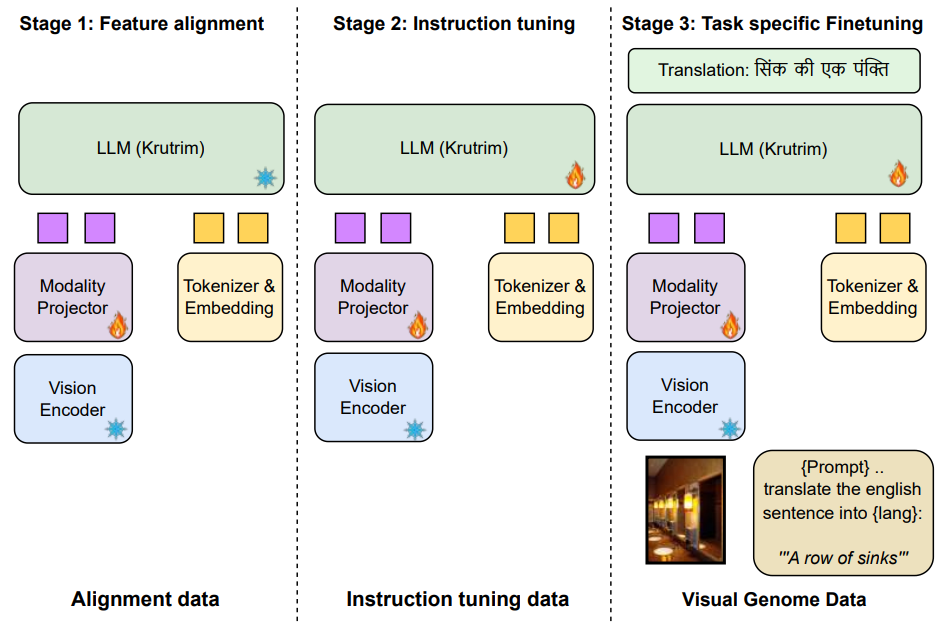 Stage 1: Feature alignment
LLM (Krutrim)
Modality
Projector
Tokenizer &
Embedding
Vision
Encoder
Alignment data
Stage 2: Instruction tuning
LLM (Krutrim)
Modality
Projector
Tokenizer &
Embedding
Vision
Encoder
Instruction tuning data
Stage 3: Task specific Finetuning
Translation: सिंक की एक पंक्ति
LLM (Krutrim)
Modality
Projector
Tokenizer &
Embedding
Vision
Encoder
{Prompt} ..
translate the english
sentence into {lang}:
'"A row of sinks"'
Visual Genome Data